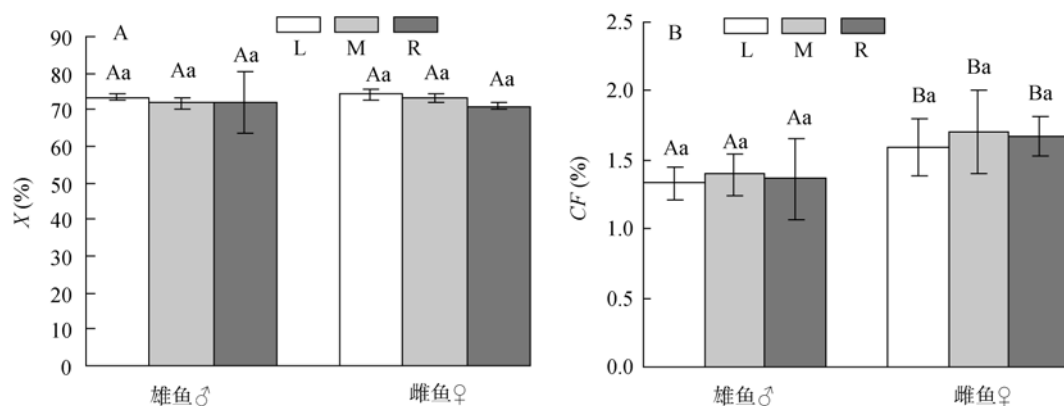 A
L M R
X (%)
90
80
70
60
50
40
30
20
10
0
Aa Aa Aa
Aa Aa Aa
雄鱼♂ 雌鱼♀
B
L M R
CF (%)
2.5
2.0
1.5
1.0
0.5
0.0
Aa Aa Aa
Ba Ba Ba
雄鱼♂ 雌鱼♀